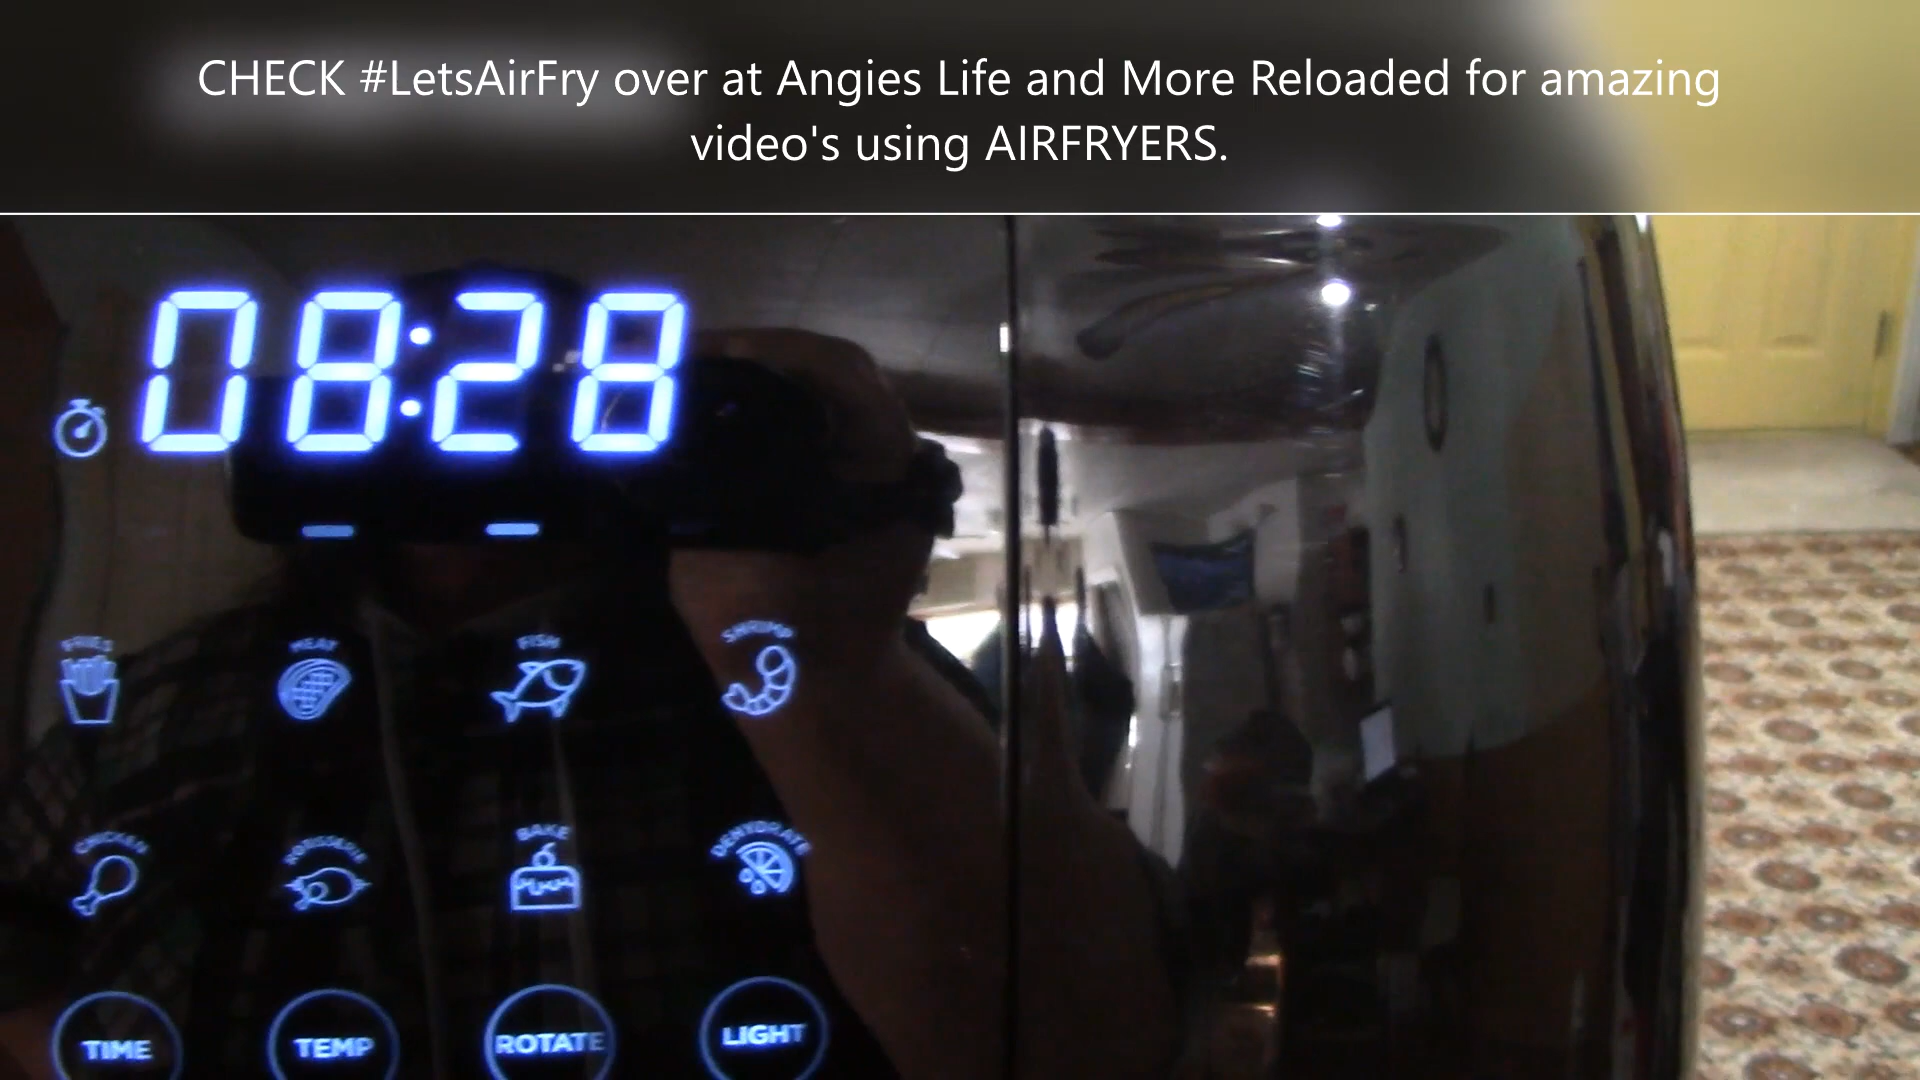 CHECK #LetsAirFry over at Angies Life and More Reloaded for amazing
video's using AIRFRYERS.
08:28
FRIES MEAT FISH SHRIMP
CHICKEN ROTISSERIE BAKE DEHYDRATE
TIME TEMP ROTATE LIGHT